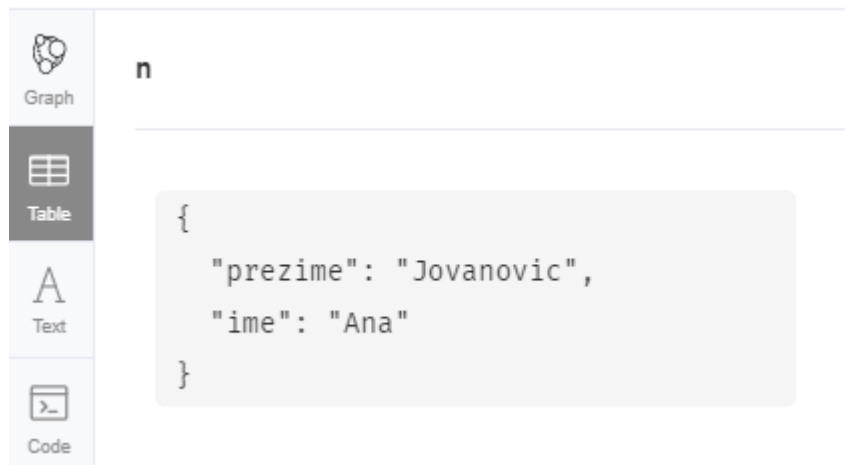 Graph
n
Table
{
"prezime": "Jovanovic",
"ime": "Ana"
}
A
Text
>_
Code